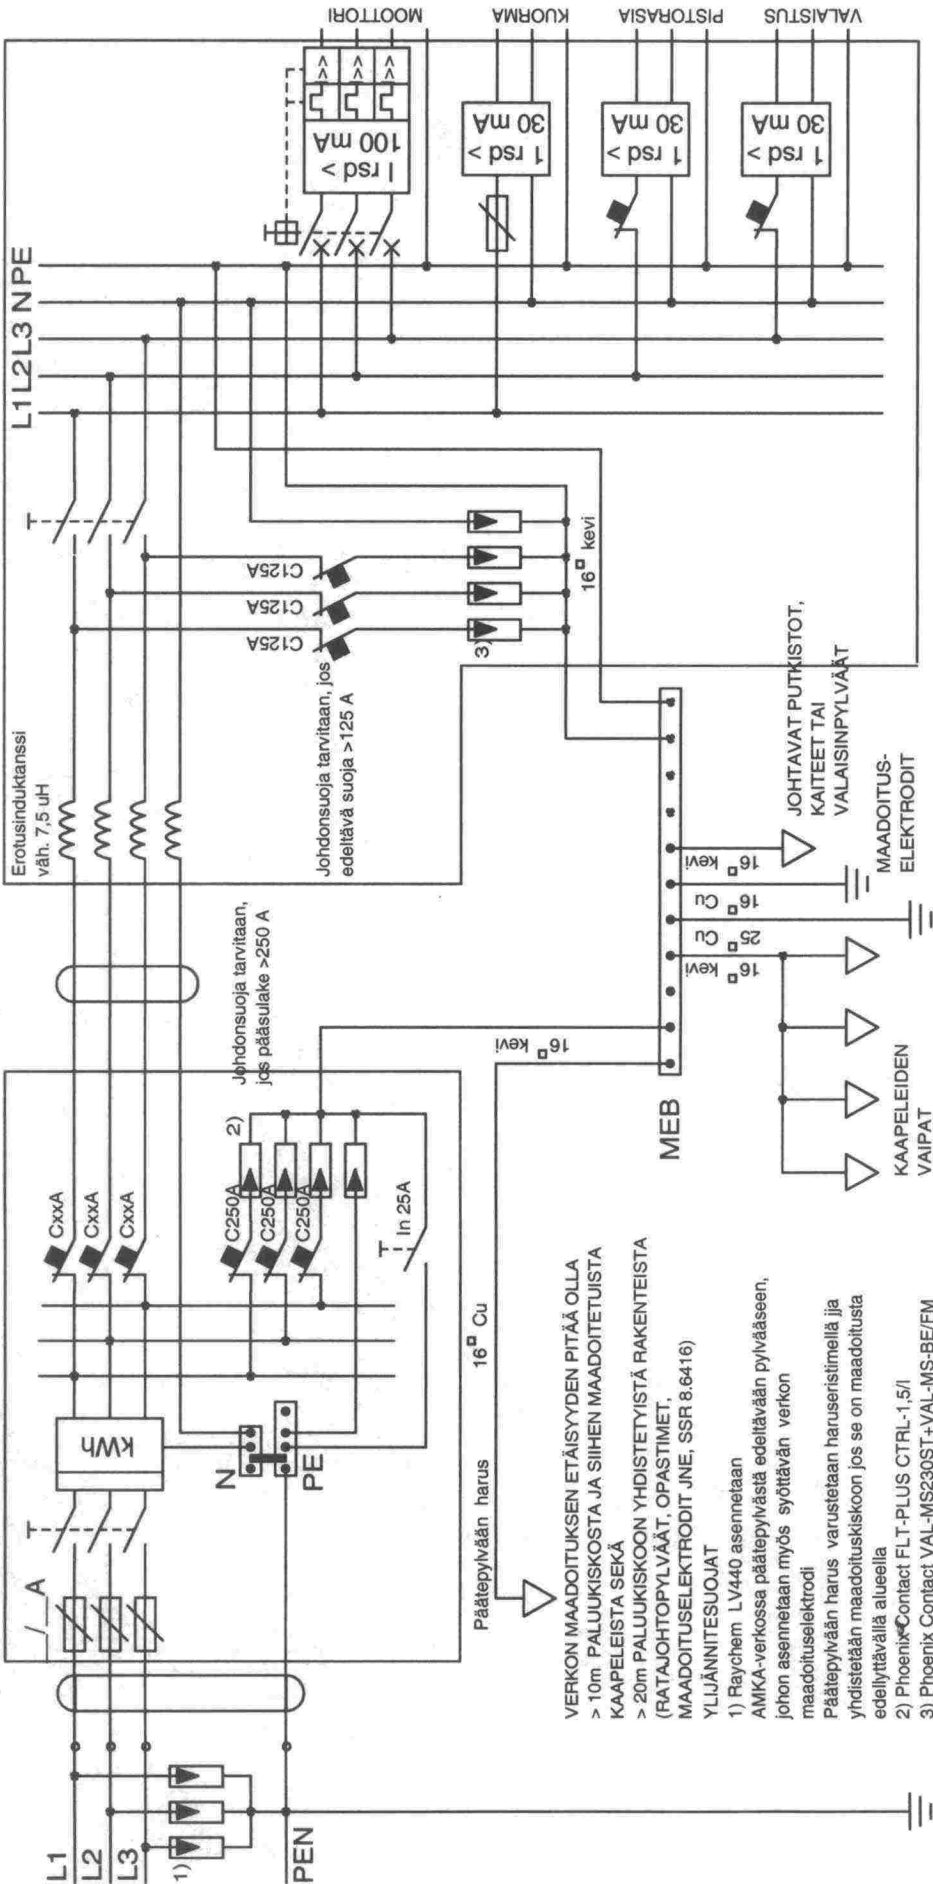 L1
L2
L3
1)
PEN
/__A
kWh
N
PE
CxxA
CxxA
CxxA
C250A
C250A
C250A
2)
In 25A
Johdonsuoja tarvitaan,
jos pääsulake >250 A
16 Cu
Päätepylvään harus
16 kevi
MEB
Erotusinduktanssi
väh. 7,5 uH
Johdonsuoja tarvitaan, jos
edeltävä suoja >125 A
C125A
C125A
C125A
3)
16 kevi
L1 L2 L3 N PE
I rsd >
100 mA
>>
>>
>>
MOOTTORI
1 rsd >
30 mA
KUORMA
1 rsd >
30 mA
PISTORASIA
1 rsd >
30 mA
VALAISTUS
16 kevi
25 Cu
16 Cu
16 kevi
KAAPELEIDEN
VAIPAT
MAADOITUS-
ELEKTRODIT
JOHTAVAT PUTKISTOT,
KAITEET TAI
VALAISINPYLVÄÄT
VERKON MAADOITUKSEN ETÄISYYDEN PITÄÄ OLLA
> 10m PALUUKISKOSTA JA SIIHEN MAADOITETUISTA
KAAPELEISTA SEKÄ
> 20m PALUUKISKOON YHDISTETYISTÄ RAKENTEISTA
(RATAJOHTOPYLVÄÄT, OPASTIMET,
MAADOITUSELEKTRODIT JNE, SSR 8.6416)
YLIJÄNNITESUOJAT
1) Raychem LV440 asennetaan
AMKA-verkossa päätepylvästä edeltävään pylvääseen,
johon asennetaan myös syöttävän verkon
maadoituselektrodi
Päätepylvään harus varustetaan haruseristimellä jja
yhdistetään maadoituskiskoon jos se on maadoitusta
edellyttävällä alueella
2) Phoenix Contact FLT-PLUS CTRL-1,5/I
3) Phoenix Contact VAL-MS230ST+VAL-MS-BE/FM